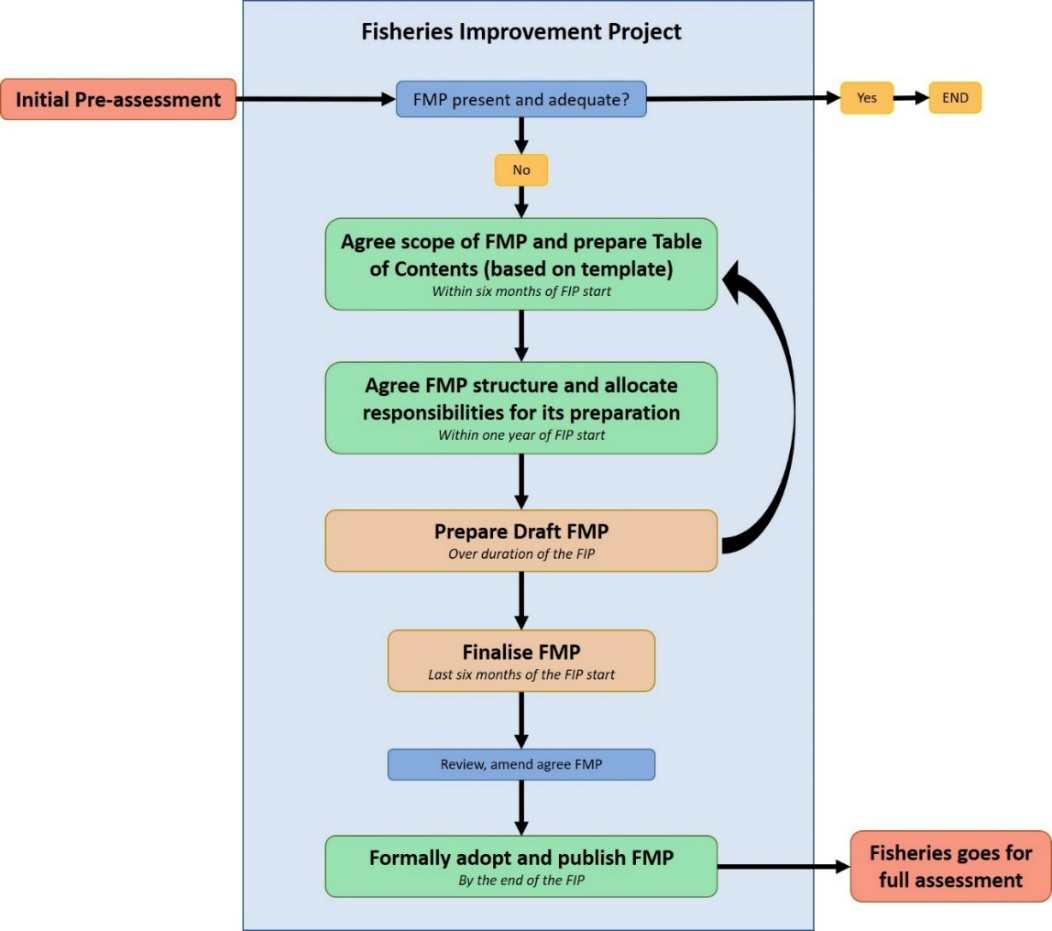 Fisheries Improvement Project
Initial Pre-assessment
FMP present and adequate?
Yes
END
No
Agree scope of FMP and prepare Table
of Contents (based on template)
Within six months of FIP start
Agree FMP structure and allocate
responsibilities for its preparation
Within one year of FIP start
Prepare Draft FMP
Over duration of the FIP
Finalise FMP
Last six months of the FIP start
Review, amend agree FMP
Formally adopt and publish FMP
By the end of the FIP
Fisheries goes for
full assessment